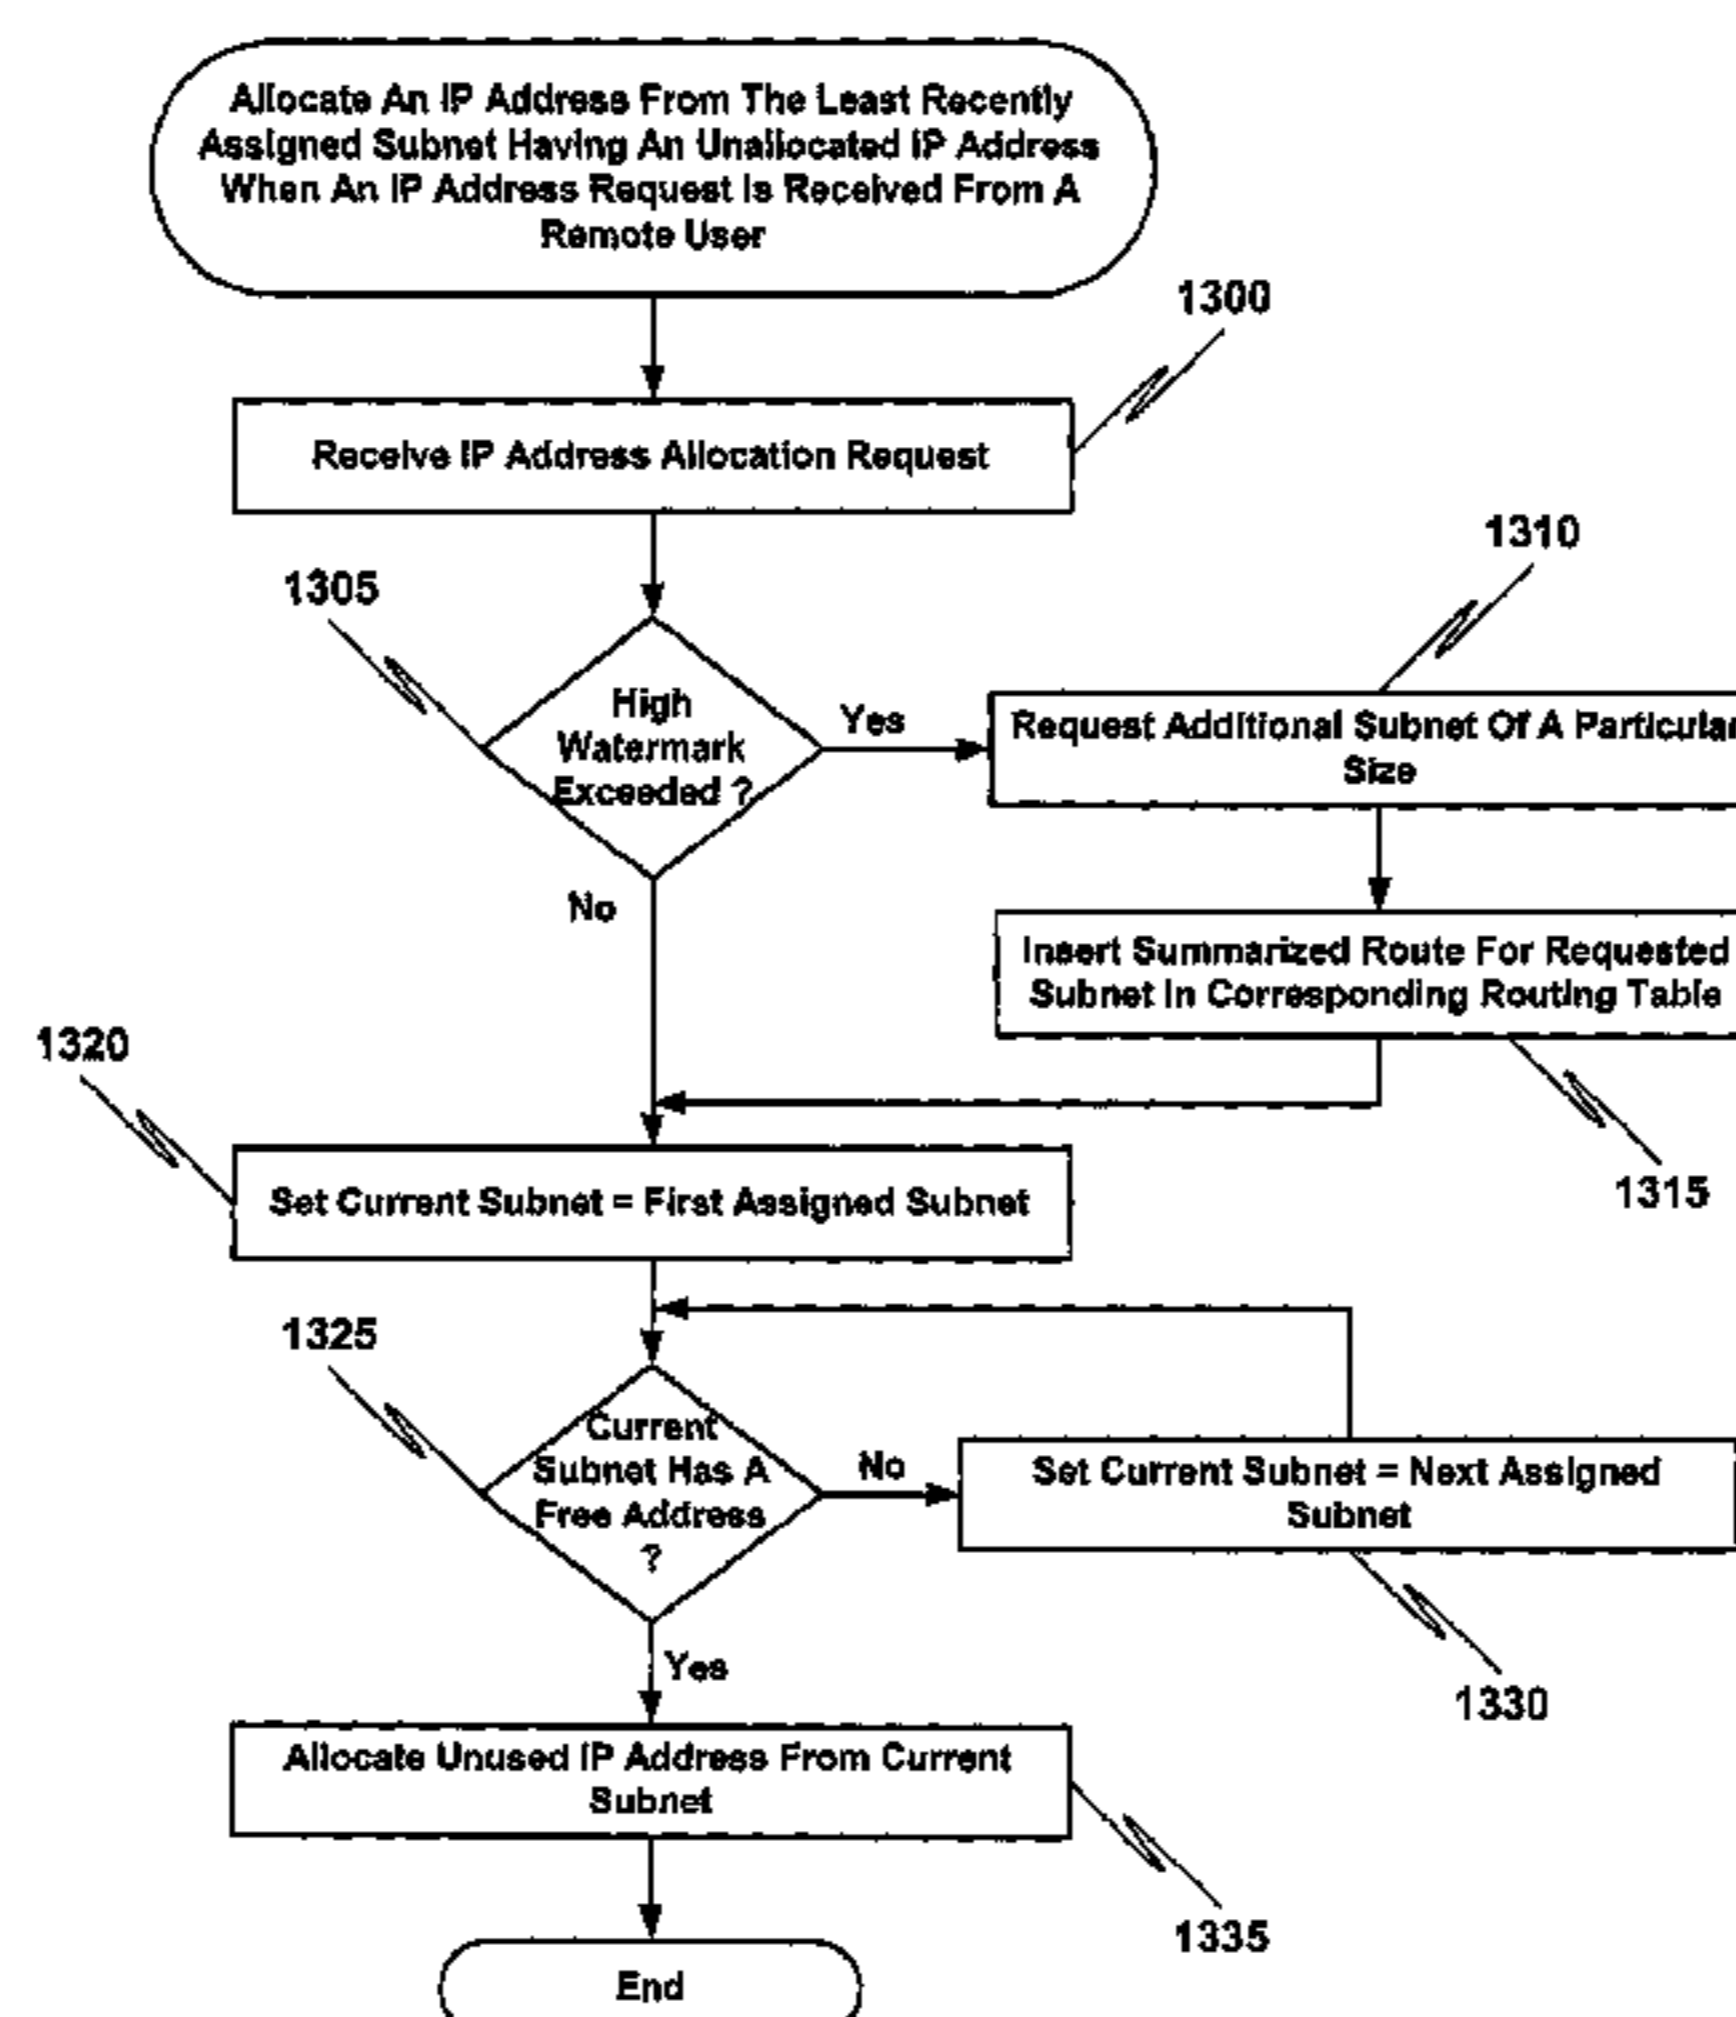 Allocate An IP Address From The Least Recently
Assigned Subnet Having An Unallocated IP Address
When An IP Address Request Is Received From A
Remote User
1300
Receive IP Address Allocation Request
1310
1305
High
Watermark
Exceeded ?
Yes
Request Additional Subnet Of A Particular
Size
No
Insert Summarized Route For Requested
Subnet In Corresponding Routing Table
1320
1315
Set Current Subnet = First Assigned Subnet
1325
Current
Subnet Has A
Free Address
?
No
Set Current Subnet = Next Assigned
Subnet
Yes
1330
Allocate Unused IP Address From Current
Subnet
1335
End